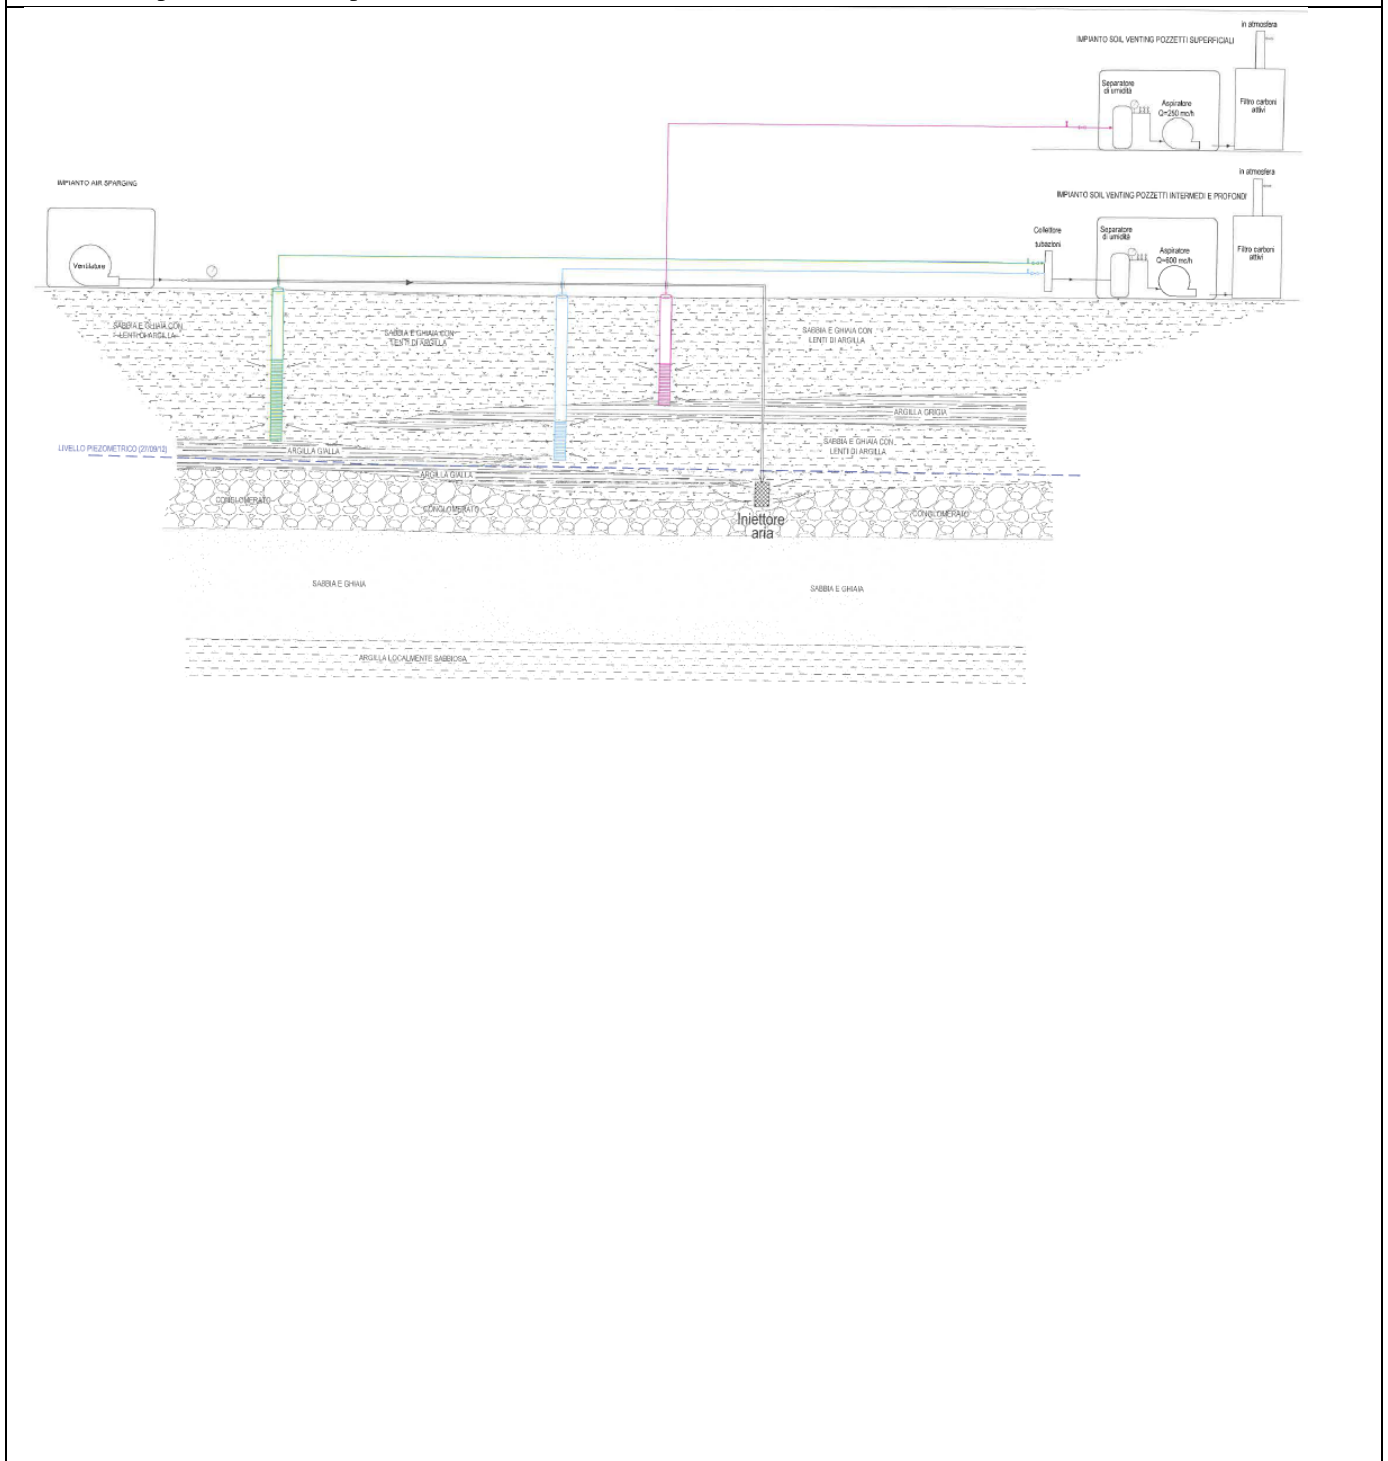 in atmosfera
IMPIANTO SOIL VENTING POZZETTI SUPERFICIALI
Separatore
di umidità
Aspiratore
Q=250 mc/h
Filtro carboni
attivi
in atmosfera
IMPIANTO AIR SPARGING
IMPIANTO SOIL VENTING POZZETTI INTERMEDI E PROFONDI
Collettore
tubazioni
Separatore
di umidità
Aspiratore
Q=600 mc/h
Filtro carboni
attivi
Ventilatore
SABBIA E GHIAIA CON
LENTI DI ARGILLA
SABBIA E GHIAIA CON
LENTI DI ARGILLA
SABBIA E GHIAIA CON
LENTI DI ARGILLA
ARGILLA GRIGIA
SABBIA E GHIAIA CON
LENTI DI ARGILLA
LIVELLO PIEZOMETRICO (27/09/12)
ARGILLA GIALLA
ARGILLA GIALLA
CONGLOMERATO
CONGLOMERATO
CONGLOMERATO
Iniettore
aria
SABBIA E GHIAIA
SABBIA E GHIAIA
ARGILLA LOCALMENTE SABBIOSA